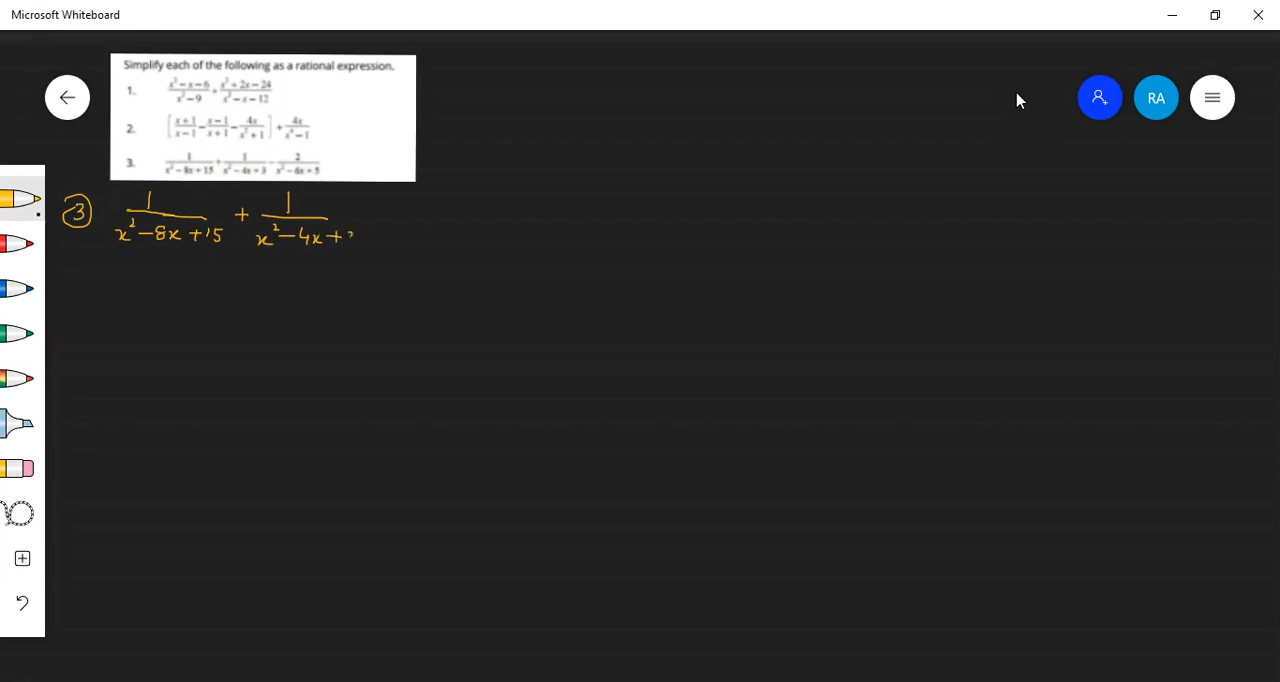 Microsoft Whiteboard
Simplify each of the following as a rational expression.
1. (x² - x - 6)/(x² - 9) + (x² + 2x - 24)/(x² - x - 12)
2. [(x+1)/(x-1) - (x-1)/(x+1) - 4x/(x² + 1)] + 4x/(x⁴ - 1)
3. 1/(x² - 8x + 15) + 1/(x² - 4x + 3) - 2/(x² - 6x + 5)
RA
③ 1/(x² - 8x + 15) + 1/(x² - 4x +